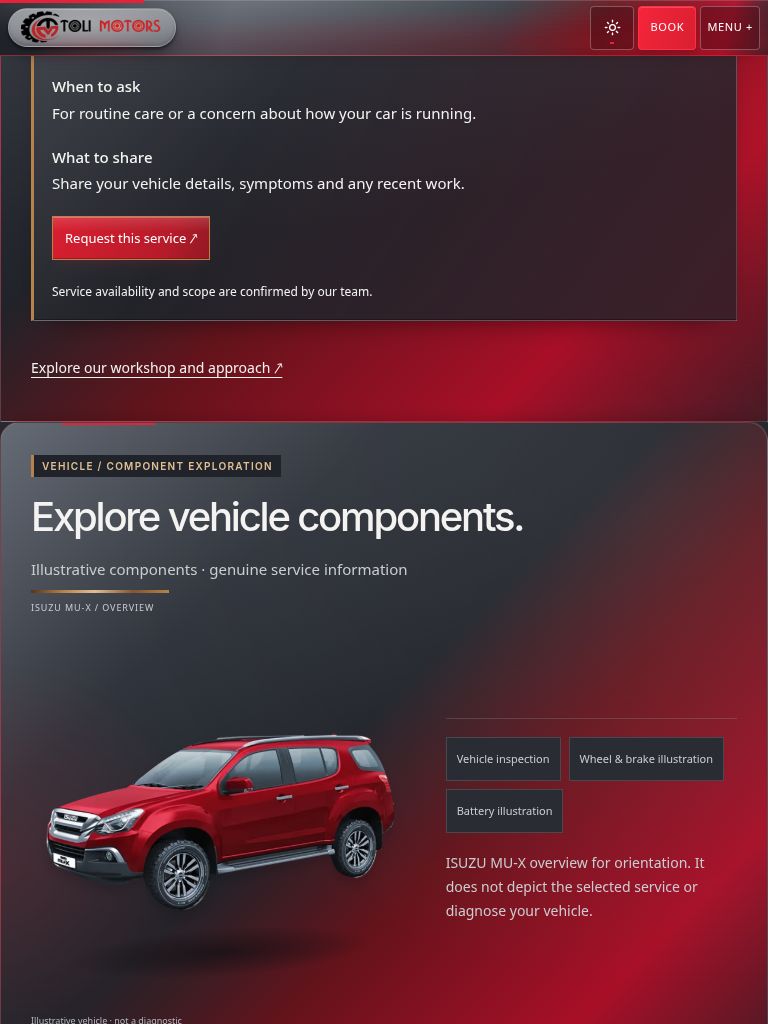 TOLI MOTORS
BOOK
MENU +
When to ask
For routine care or a concern about how your car is running.
What to share
Share your vehicle details, symptoms and any recent work.
Request this service ↗
Service availability and scope are confirmed by our team.
Explore our workshop and approach ↗
VEHICLE / COMPONENT EXPLORATION
Explore vehicle components.
Illustrative components · genuine service information
ISUZU MU-X / OVERVIEW
Vehicle inspection
Wheel & brake illustration
Battery illustration
ISUZU
ISUZU MU-X overview for orientation. It
does not depict the selected service or
diagnose your vehicle.
Illustrative vehicle · not a diagnostic